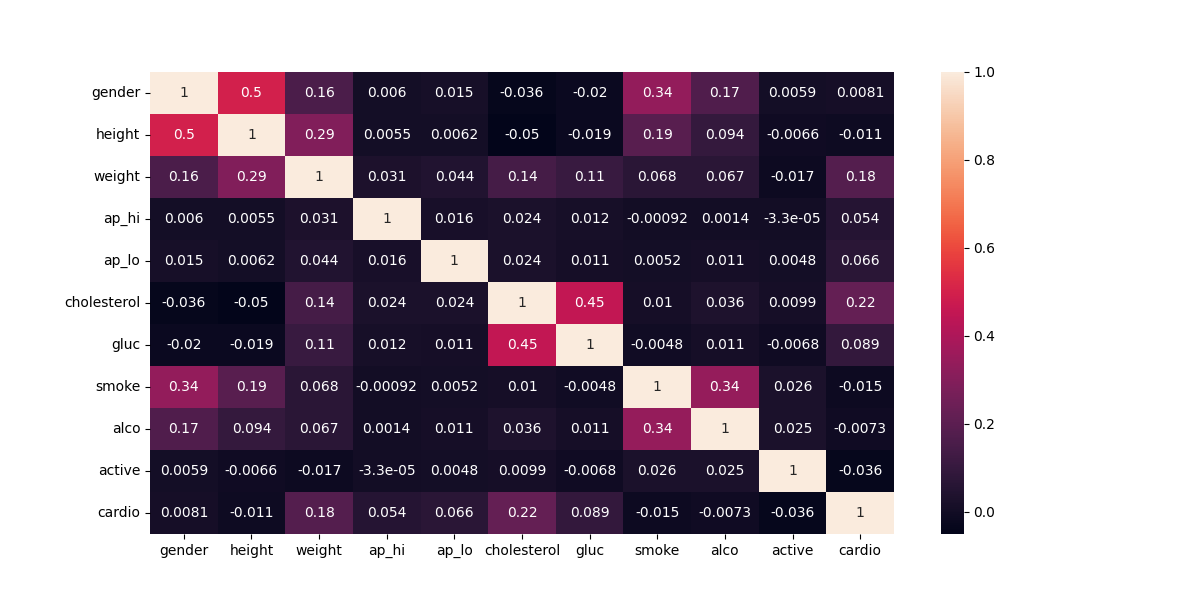 gender 1 0.5 0.16 0.006 0.015 -0.036 -0.02 0.34 0.17 0.0059 0.0081
height 0.5 1 0.29 0.0055 0.0062 -0.05 -0.019 0.19 0.094 -0.0066 -0.011
weight 0.16 0.29 1 0.031 0.044 0.14 0.11 0.068 0.067 -0.017 0.18
ap_hi 0.006 0.0055 0.031 1 0.016 0.024 0.012 -0.00092 0.0014 -3.3e-05 0.054
ap_lo 0.015 0.0062 0.044 0.016 1 0.024 0.011 0.0052 0.011 0.0048 0.066
cholesterol -0.036 -0.05 0.14 0.024 0.024 1 0.45 0.01 0.036 0.0099 0.22
gluc -0.02 -0.019 0.11 0.012 0.011 0.45 1 -0.0048 0.011 -0.0068 0.089
smoke 0.34 0.19 0.068 -0.00092 0.0052 0.01 -0.0048 1 0.34 0.026 -0.015
alco 0.17 0.094 0.067 0.0014 0.011 0.036 0.011 0.34 1 0.025 -0.0073
active 0.0059 -0.0066 -0.017 -3.3e-05 0.0048 0.0099 -0.0068 0.026 0.025 1 -0.036
cardio 0.0081 -0.011 0.18 0.054 0.066 0.22 0.089 -0.015 -0.0073 -0.036 1
gender height weight ap_hi ap_lo cholesterol gluc smoke alco active cardio
1.0
0.8
0.6
0.4
0.2
0.0